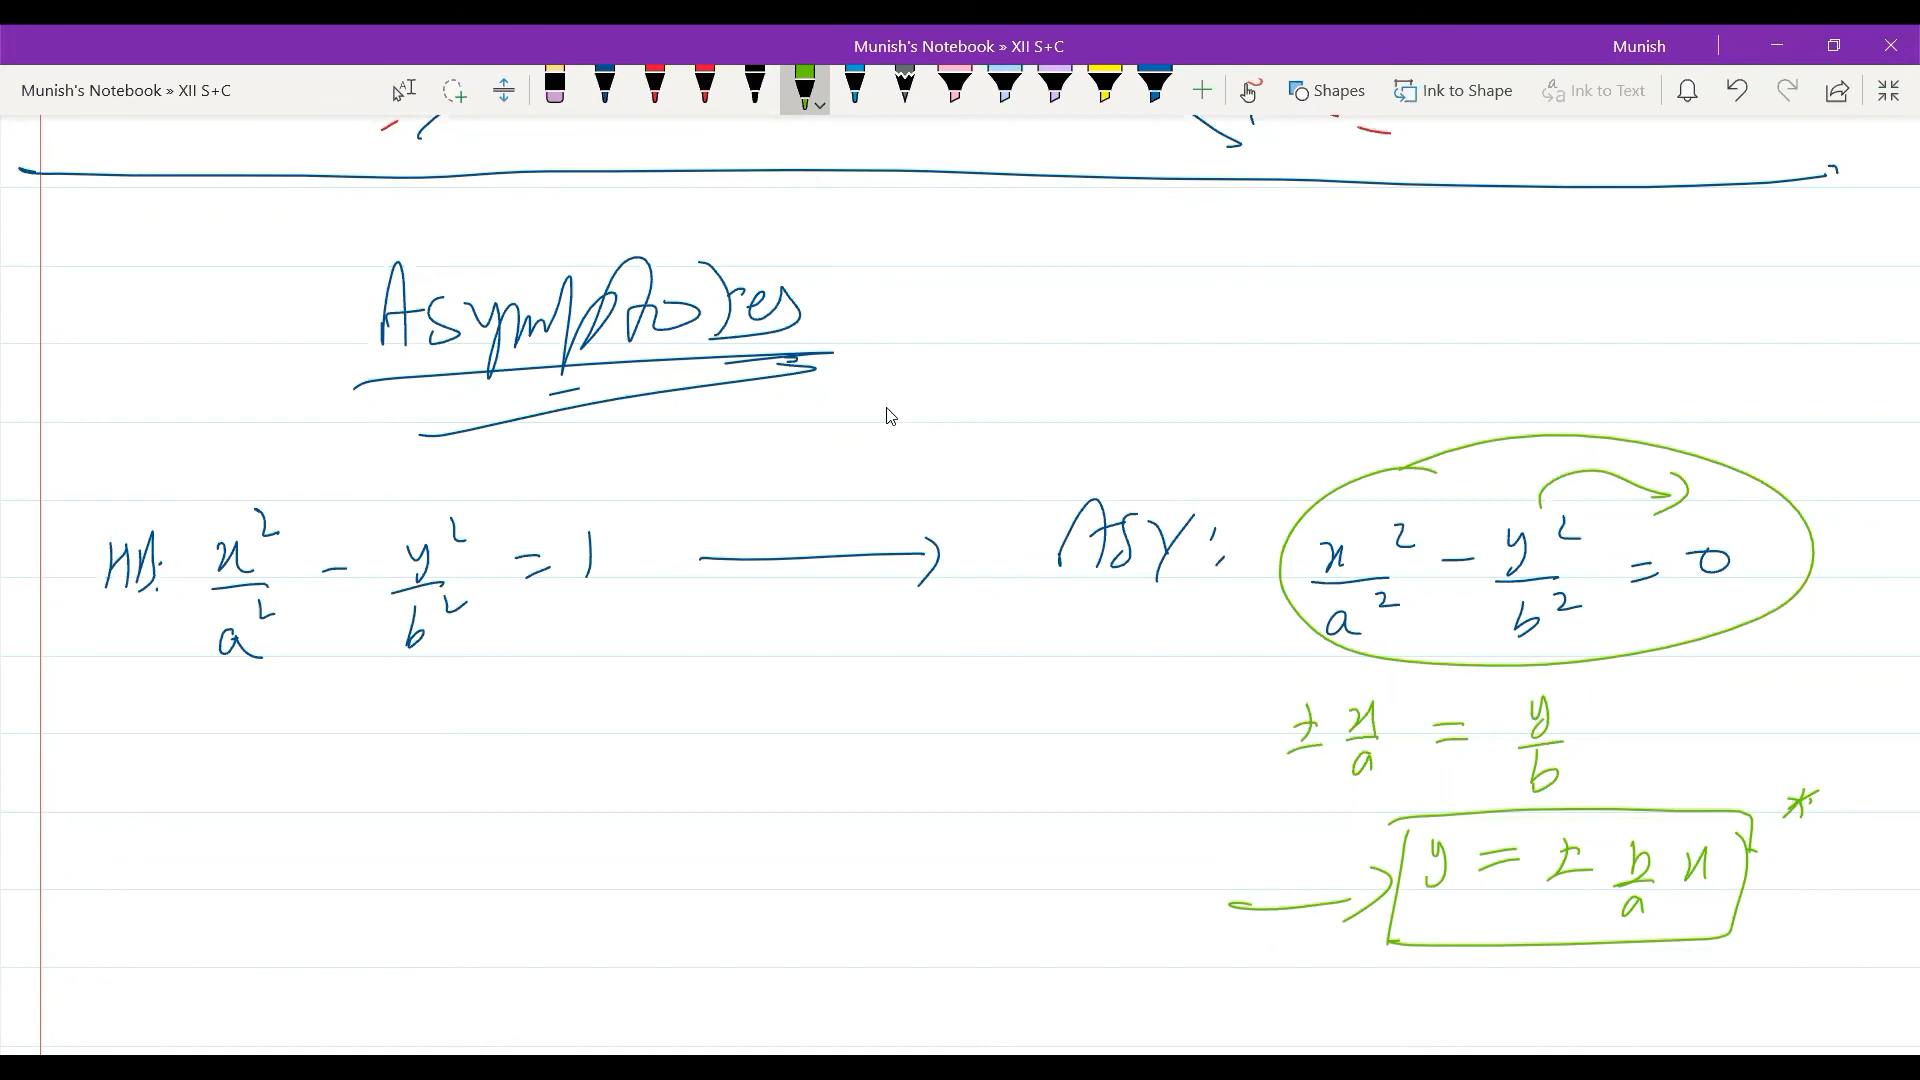 Munish's Notebook » XII S+C
Munish
Munish's Notebook » XII S+C
Shapes
Ink to Shape
Ink to Text
Asymptotes
HB: x²/a² - y²/b² = 1 → ASY: x²/a² - y²/b² = 0
± x/a = y/b
→ y = ± b/a x *